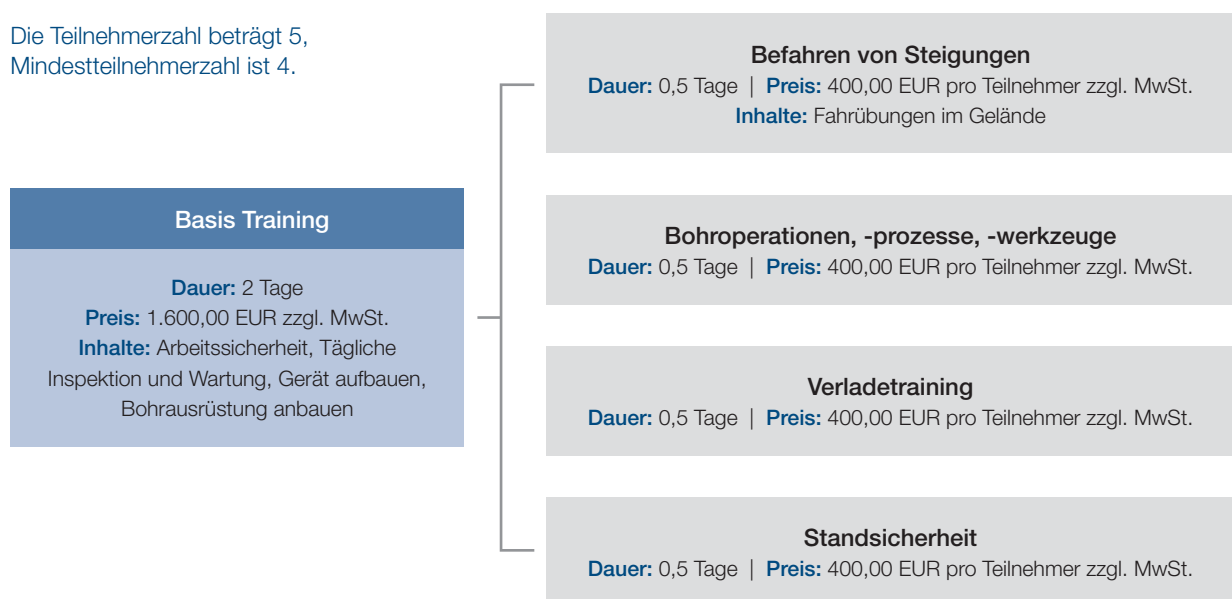 Die Teilnehmerzahl beträgt 5,
Mindestteilnehmerzahl ist 4.
Basis Training
Dauer: 2 Tage
Preis: 1.600,00 EUR zzgl. MwSt.
Inhalte: Arbeitssicherheit, Tägliche
Inspektion und Wartung, Gerät aufbauen,
Bohrausrüstung anbauen
Befahren von Steigungen
Dauer: 0,5 Tage | Preis: 400,00 EUR pro Teilnehmer zzgl. MwSt.
Inhalte: Fahrübungen im Gelände
Bohroperationen, -prozesse, -werkzeuge
Dauer: 0,5 Tage | Preis: 400,00 EUR pro Teilnehmer zzgl. MwSt.
Verladetraining
Dauer: 0,5 Tage | Preis: 400,00 EUR pro Teilnehmer zzgl. MwSt.
Standsicherheit
Dauer: 0,5 Tage | Preis: 400,00 EUR pro Teilnehmer zzgl. MwSt.